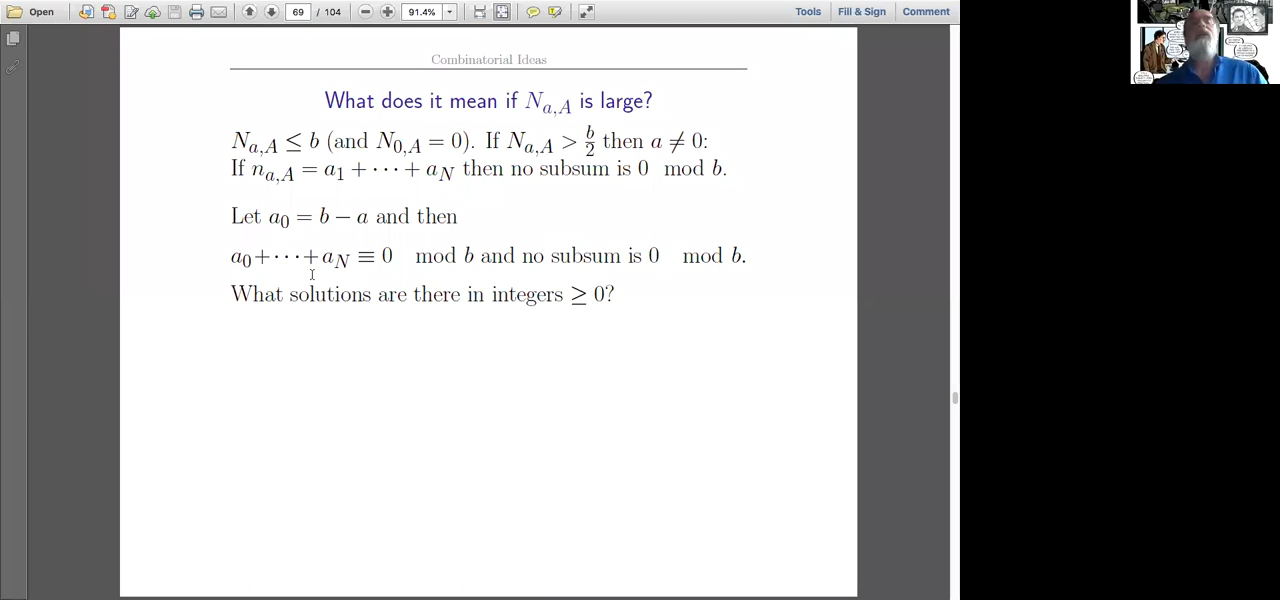 Open
69 / 104
91.4%
Tools
Fill & Sign
Comment
Combinatorial Ideas
What does it mean if N_{a,A} is large?
N_{a,A} ≤ b (and N_{0,A} = 0). If N_{a,A} > b/2 then a ≠ 0:
If n_{a,A} = a_1 + · · · + a_N then no subsum is 0 mod b.
Let a_0 = b − a and then
a_0 + · · · + a_N ≡ 0 mod b and no subsum is 0 mod b.
What solutions are there in integers ≥ 0?